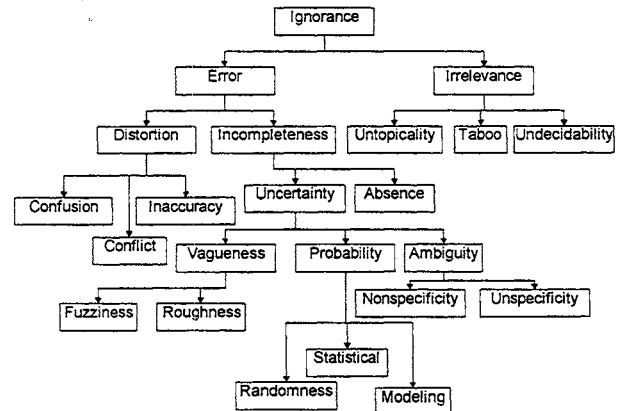 Ignorance
Error Irrelevance
Distortion Incompleteness Untopicality Taboo Undecidability
Uncertainty Absence
Confusion Inaccuracy
Conflict Vagueness Probability Ambiguity
Nonspecificity Unspecificity
Fuzziness Roughness
Statistical
Randomness Modeling